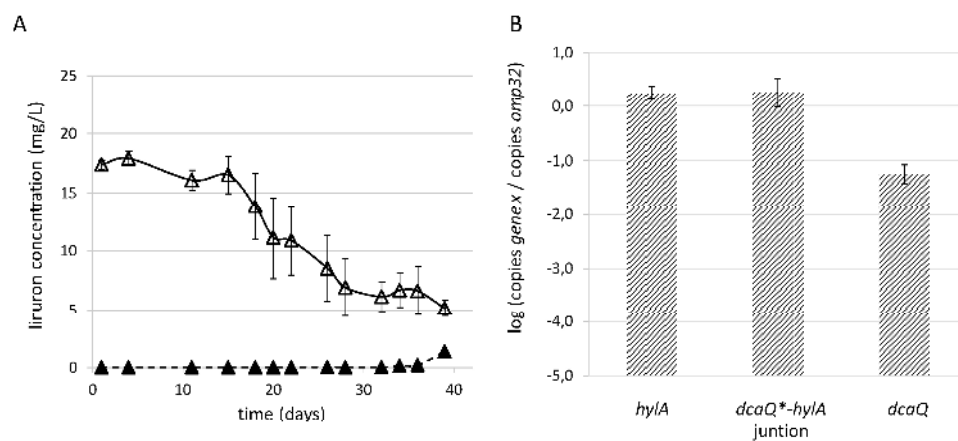 A
liruron concentration (mg/L)
25
20
15
10
5
0
0 10 20 30 40
time (days)
B
log (copies gene x / copies omp32)
1,0
0,0
-1,0
-2,0
-3,0
-4,0
-5,0
hylA
dcaQ*-hylA
juntion
dcaQ